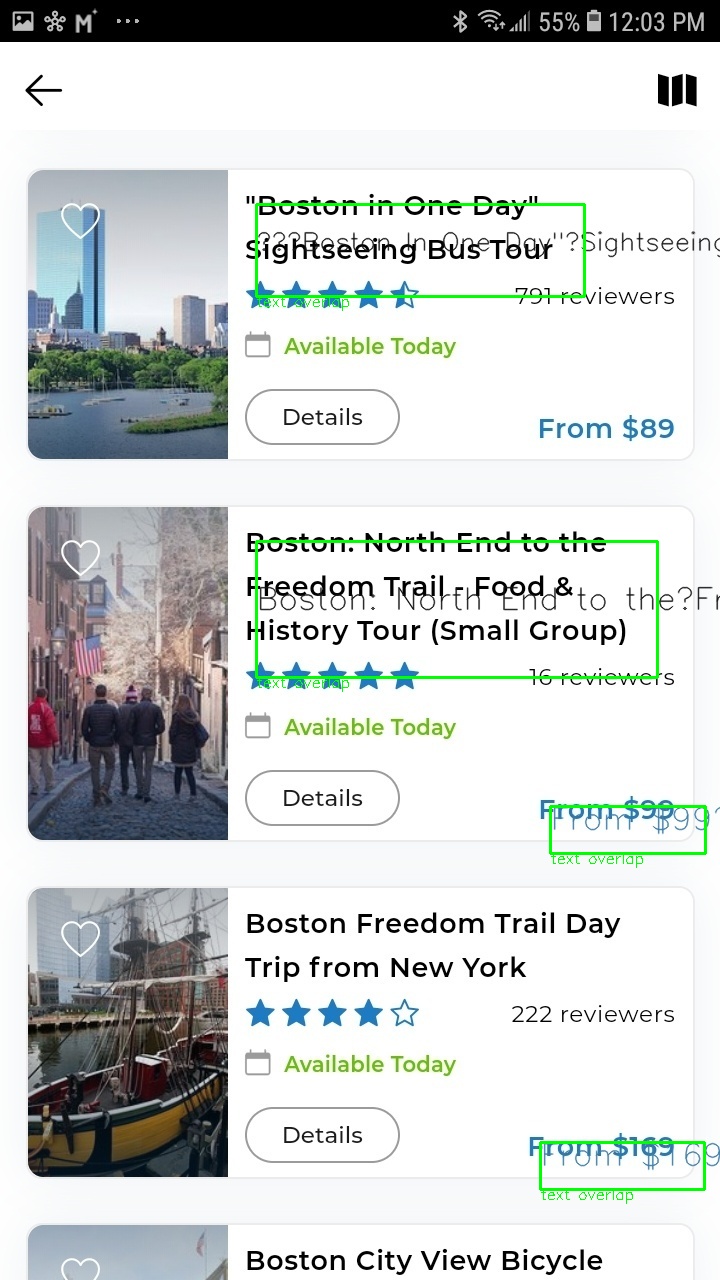 55% 12:03 PM
"Boston in One Day"
???Boston In One Day''?Sightseeing
Sightseeing Bus Tour
text overlap
791 reviewers
Available Today
Details
From $89
Boston: North End to the
Freedom Trail - Food &
Boston: North End to the?Fr
History Tour (Small Group)
text overlap
16 reviewers
Available Today
Details
From $99
From $99?
text overlap
Boston Freedom Trail Day
Trip from New York
222 reviewers
Available Today
Details
From $169
From $169
text overlap
Boston City View Bicycle